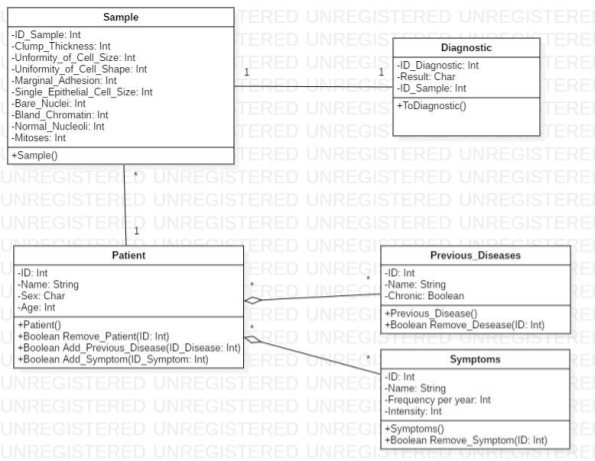 Sample
-ID_Sample: Int
-Clump_Thickness: Int
-Unformity_of_Cell_Size: Int
-Uniformity_of_Cell_Shape: Int
-Marginal_Adhesion: Int
-Single_Epithelial_Cell_Size: Int
-Bare_Nuclei: Int
-Bland_Chromatin: Int
-Normal_Nucleoli: Int
-Mitoses: Int
+Sample()
1
1
Diagnostic
-ID_Diagnostic: Int
-Result: Char
-ID_Sample: Int
+ToDiagnostic()
*
1
Patient
-ID: Int
-Name: String
-Sex: Char
-Age: Int
+Patient()
+Boolean Remove_Patient(ID: Int)
+Boolean Add_Previous_Disease(ID_Disease: Int)
+Boolean Add_Symptom(ID_Symptom: Int)
*
*
Previous_Diseases
-ID: Int
-Name: String
-Chronic: Boolean
+Previous_Disease()
+Boolean Remove_Desease(ID: Int)
*
*
Symptoms
-ID: Int
-Name: String
-Frequency per year: Int
-Intensity: Int
+Symptoms()
+Boolean Remove_Symptom(ID: Int)
UNREGISTERED